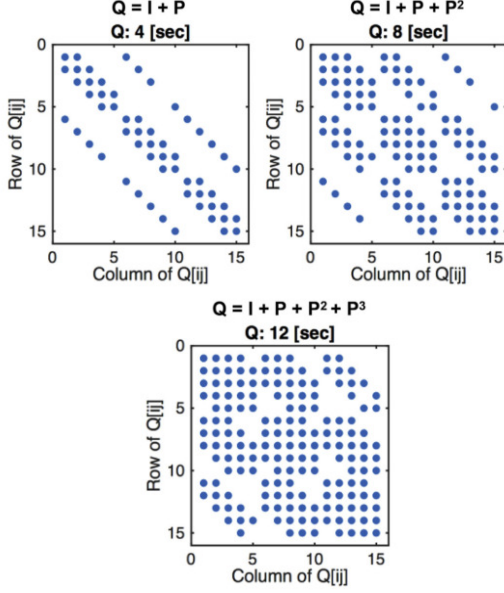 Q = I + P
Q: 4 [sec]
0
5
10
15
Row of Q[ij]
0 5 10 15
Column of Q[ij]
Q = I + P + P²
Q: 8 [sec]
0
5
10
15
Row of Q[ij]
0 5 10 15
Column of Q[ij]
Q = I + P + P² + P³
Q: 12 [sec]
0
5
10
15
Row of Q[ij]
0 5 10 15
Column of Q[ij]